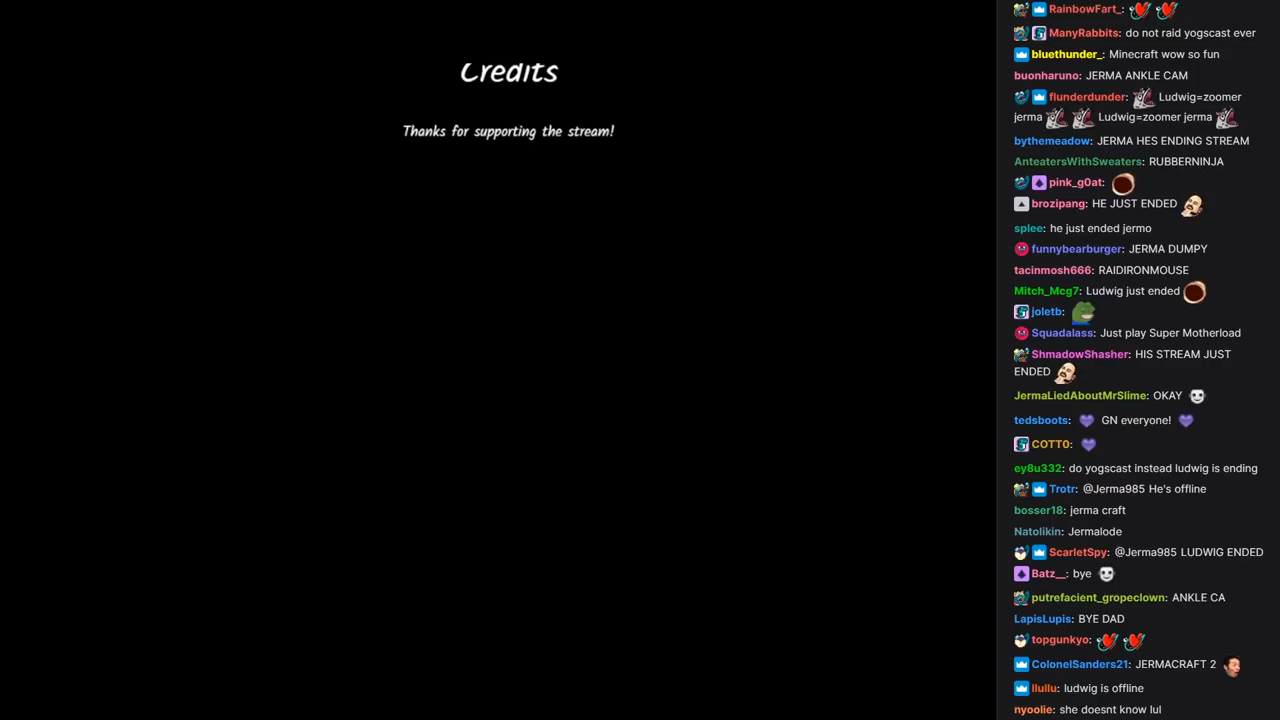 Credits
Thanks for supporting the stream!
RainbowFart_:
ManyRabbits: do not raid yogscast ever
bluethunder_: Minecraft wow so fun
buonharuno: JERMA ANKLE CAM
flunderdunder: Ludwig=zoomer
jerma Ludwig=zoomer jerma
bythemeadow: JERMA HES ENDING STREAM
AnteatersWithSweaters: RUBBERNINJA
pink_g0at:
brozipang: HE JUST ENDED
splee: he just ended jermo
funnybearburger: JERMA DUMPY
tacinmosh666: RAIDIRONMOUSE
Mitch_Mcg7: Ludwig just ended
joletb:
Squadalass: Just play Super Motherload
ShmadowShasher: HIS STREAM JUST
ENDED
JermaLiedAboutMrSlime: OKAY
tedsboots: GN everyone!
COTT0:
ey8u332: do yogscast instead ludwig is ending
Trotr: @Jerma985 He's offline
bosser18: jerma craft
Natolikin: Jermalode
ScarletSpy: @Jerma985 LUDWIG ENDED
Batz__: bye
putrefacient_gropeclown: ANKLE CA
LapisLupis: BYE DAD
topgunkyo:
ColonelSanders21: JERMACRAFT 2
llullu: ludwig is offline
nyoolie: she doesnt know lul